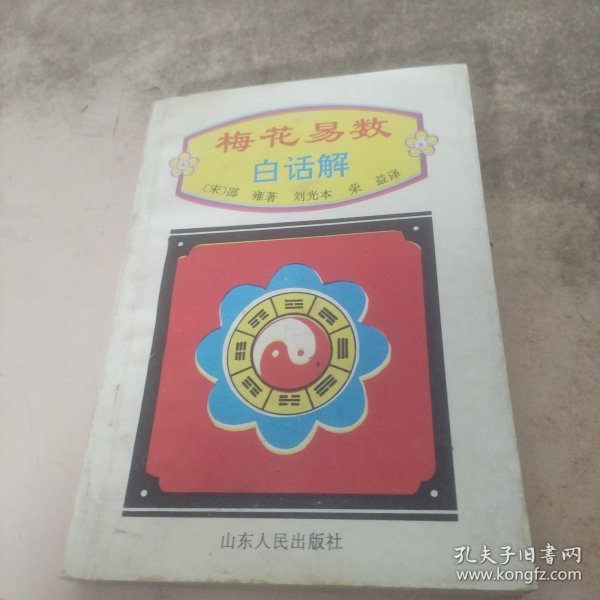 梅花易数
白话解
〔宋〕邵 雍著 刘光本 荣 益译
山东人民出版社
孔夫子旧书网
www.kongfz.com